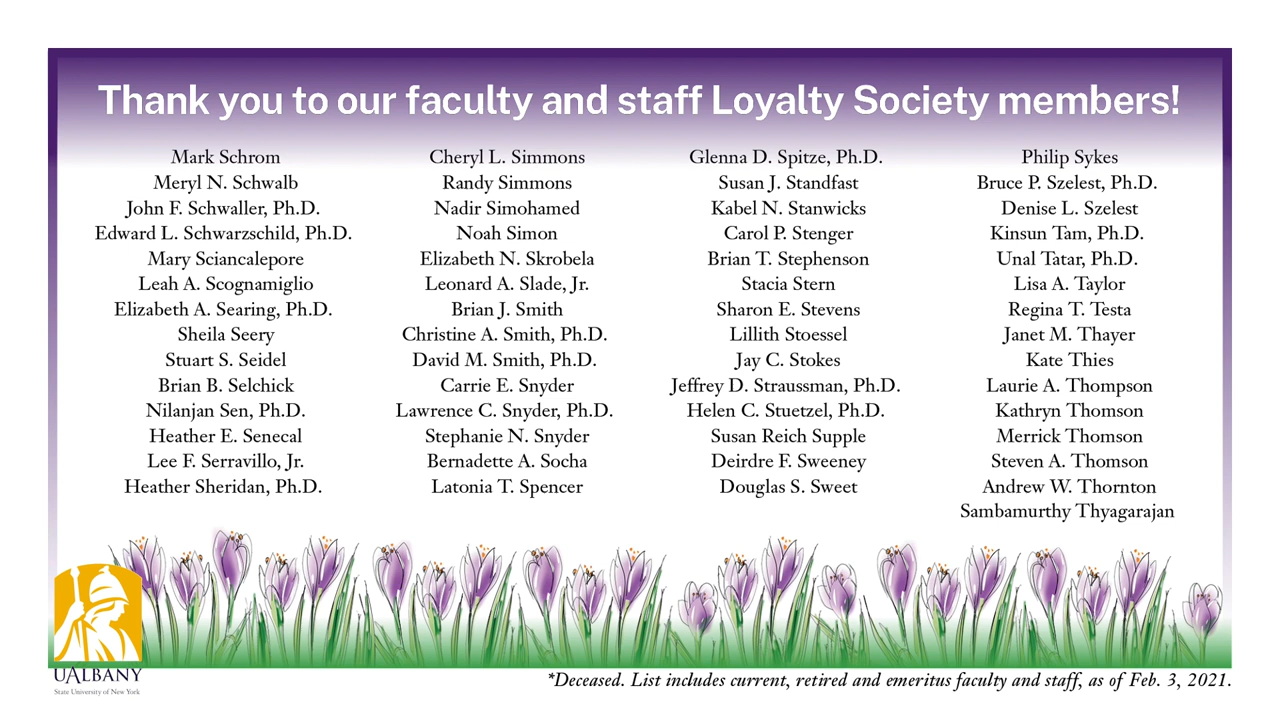 Thank you to our faculty and staff Loyalty Society members!
Mark Schrom
Meryl N. Schwalb
John F. Schwaller, Ph.D.
Edward L. Schwarzschild, Ph.D.
Mary Sciancalepore
Leah A. Scognamiglio
Elizabeth A. Searing, Ph.D.
Sheila Seery
Stuart S. Seidel
Brian B. Selchick
Nilanjan Sen, Ph.D.
Heather E. Senecal
Lee F. Serravillo, Jr.
Heather Sheridan, Ph.D.
Cheryl L. Simmons
Randy Simmons
Nadir Simohamed
Noah Simon
Elizabeth N. Skrobela
Leonard A. Slade, Jr.
Brian J. Smith
Christine A. Smith, Ph.D.
David M. Smith, Ph.D.
Carrie E. Snyder
Lawrence C. Snyder, Ph.D.
Stephanie N. Snyder
Bernadette A. Socha
Latonia T. Spencer
Glenna D. Spitze, Ph.D.
Susan J. Standfast
Kabel N. Stanwicks
Carol P. Stenger
Brian T. Stephenson
Stacia Stern
Sharon E. Stevens
Lillith Stoessel
Jay C. Stokes
Jeffrey D. Straussman, Ph.D.
Helen C. Stuetzel, Ph.D.
Susan Reich Supple
Deirdre F. Sweeney
Douglas S. Sweet
Philip Sykes
Bruce P. Szelest, Ph.D.
Denise L. Szelest
Kinsun Tam, Ph.D.
Unal Tatar, Ph.D.
Lisa A. Taylor
Regina T. Testa
Janet M. Thayer
Kate Thies
Laurie A. Thompson
Kathryn Thomson
Merrick Thomson
Steven A. Thomson
Andrew W. Thornton
Sambamurthy Thyagarajan
UALBANY
State University of New York
*Deceased. List includes current, retired and emeritus faculty and staff, as of Feb. 3, 2021.